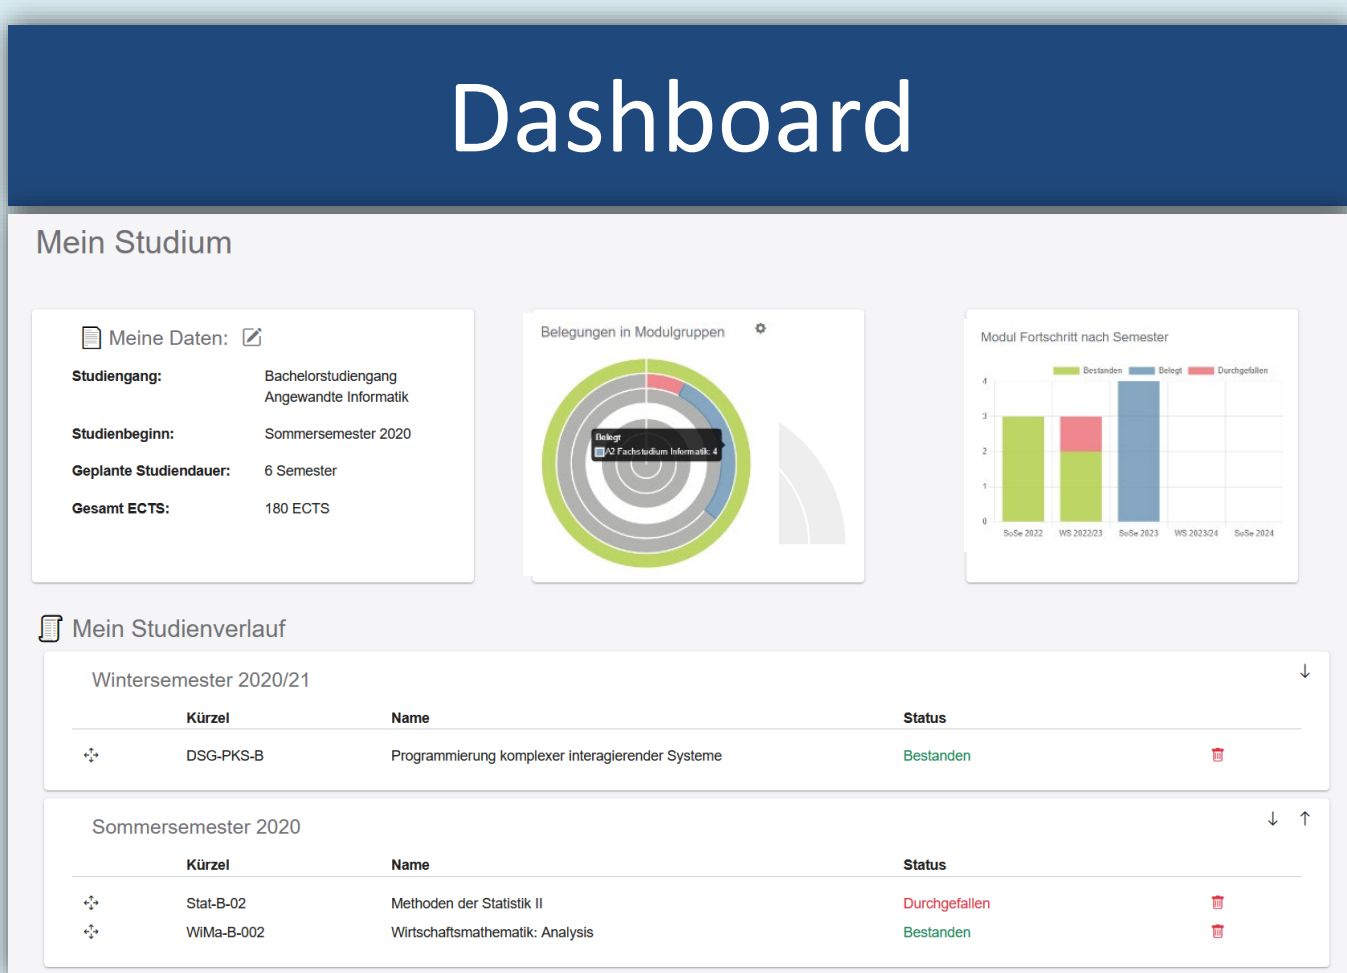 Dashboard
Mein Studium
Meine Daten:
Studiengang: Bachelorstudiengang
Angewandte Informatik
Studienbeginn: Sommersemester 2020
Geplante Studiendauer: 6 Semester
Gesamt ECTS: 180 ECTS
Belegungen in Modulgruppen
Belegt
A2 Fachstudium Informatik: 4
Modul Fortschritt nach Semester
Bestanden Belegt Durchgefallen
4
3
2
1
0
SoSe 2022 WS 2022/23 SoSe 2023 WS 2023/24 SoSe 2024
Mein Studienverlauf
Wintersemester 2020/21
Kürzel Name Status
DSG-PKS-B Programmierung komplexer interagierender Systeme Bestanden
Sommersemester 2020
Kürzel Name Status
Stat-B-02 Methoden der Statistik II Durchgefallen
WiMa-B-002 Wirtschaftsmathematik: Analysis Bestanden